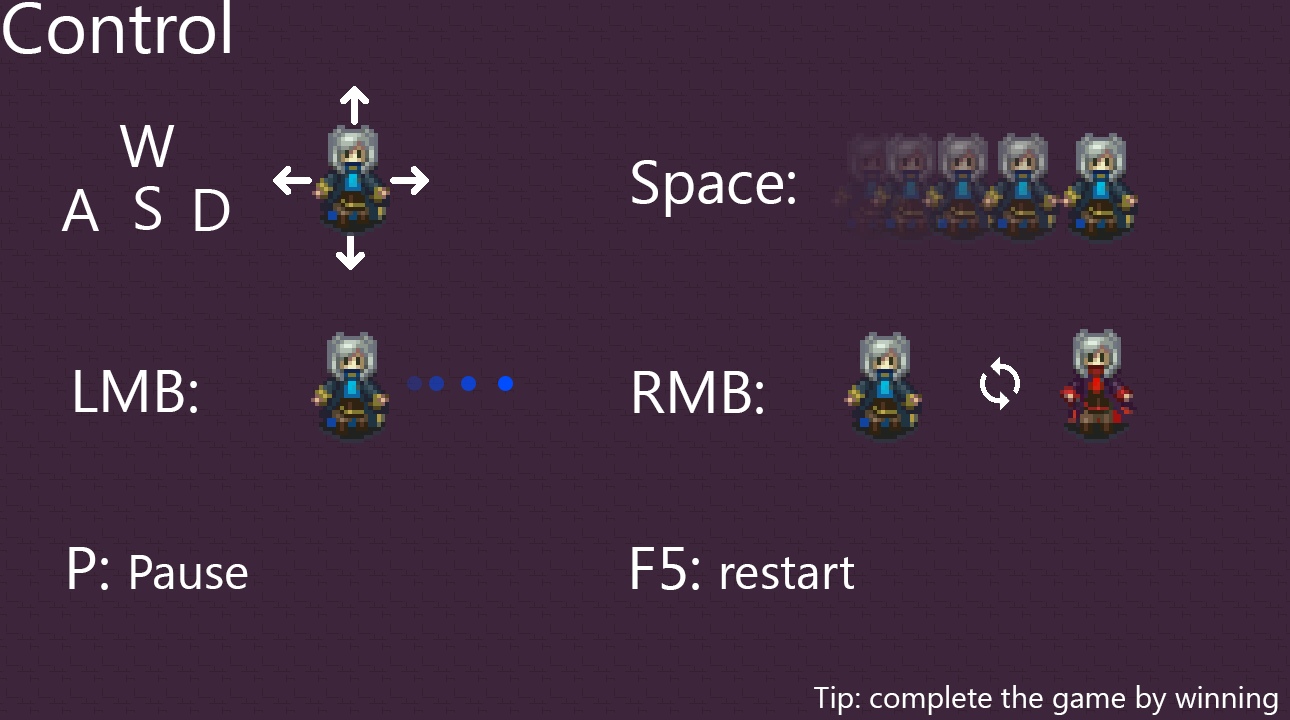 Control
W
A S D
Space:
LMB:
RMB:
P: Pause
F5: restart
Tip: complete the game by winning